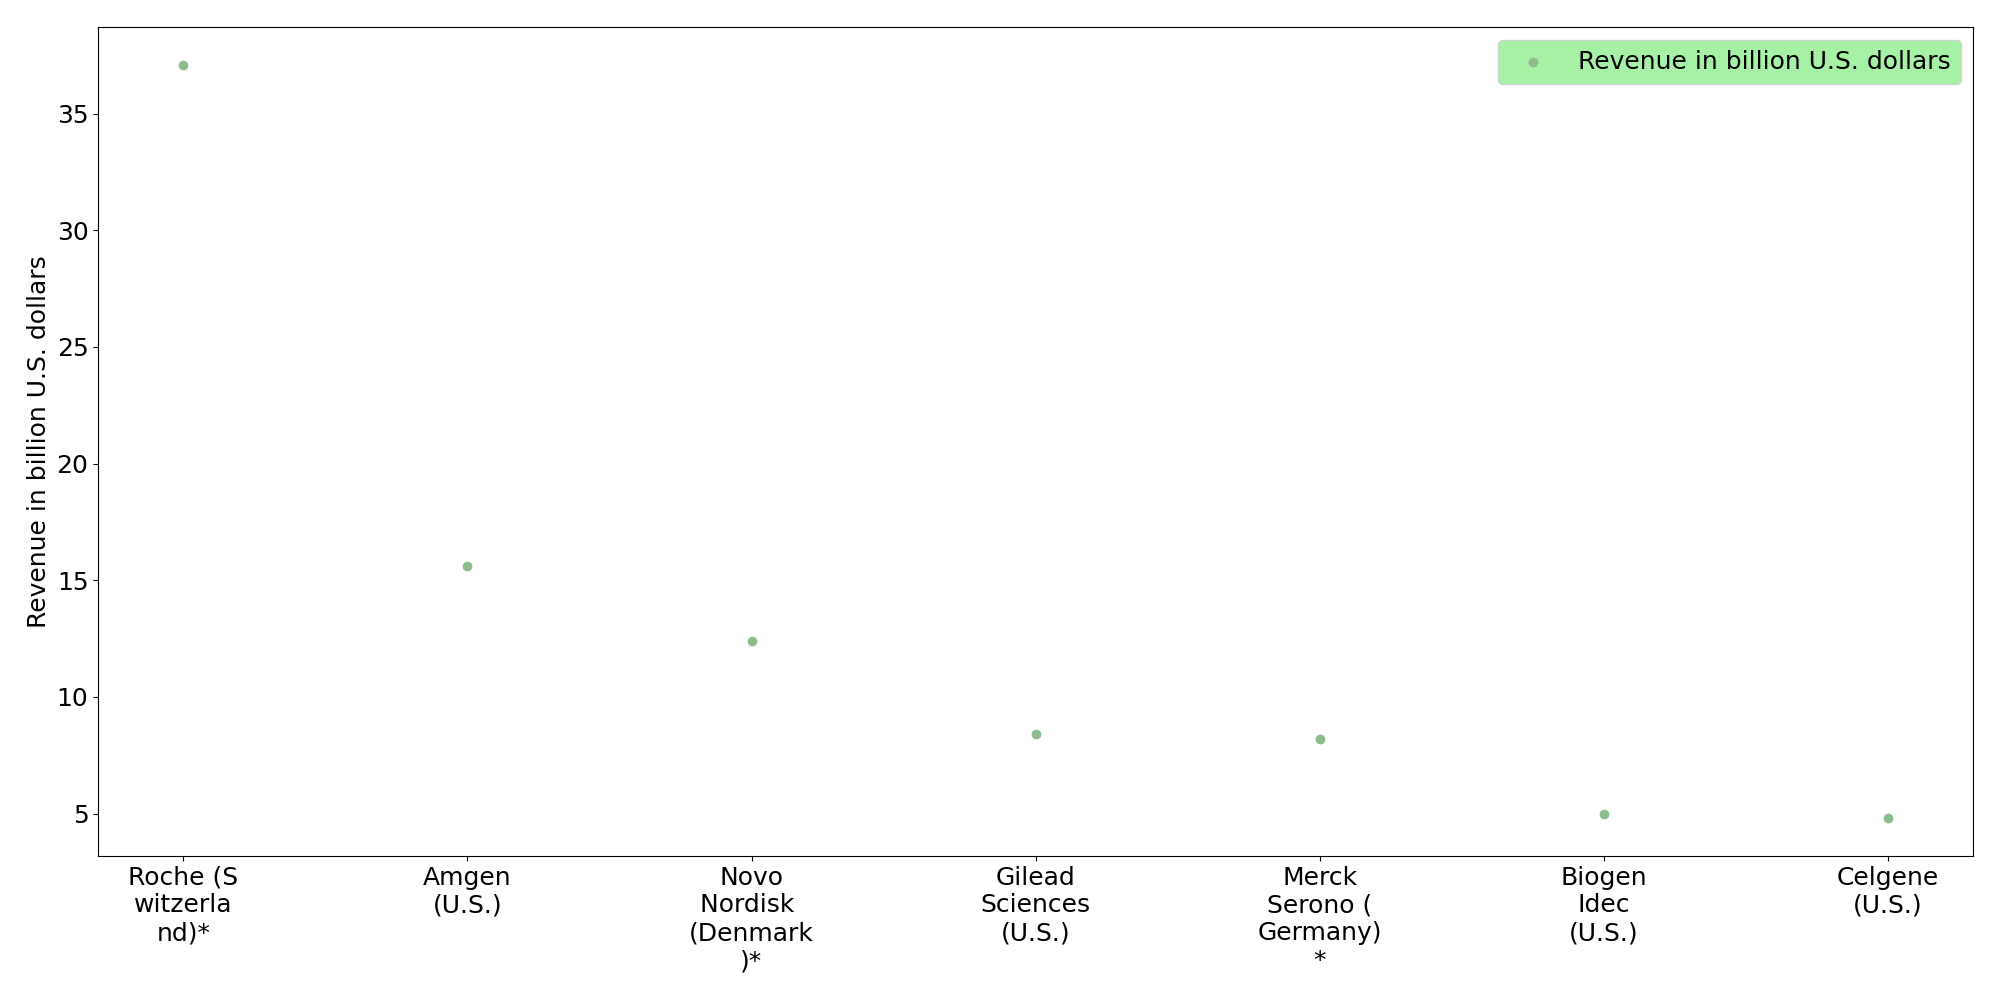 Revenue in billion U.S. dollars
Revenue in billion U.S. dollars
35
30
25
20
15
10
5
Roche (S
witzerla
nd)*
Amgen
(U.S.)
Novo
Nordisk
(Denmark
)*
Gilead
Sciences
(U.S.)
Merck
Serono (
Germany)
*
Biogen
Idec
(U.S.)
Celgene
(U.S.)